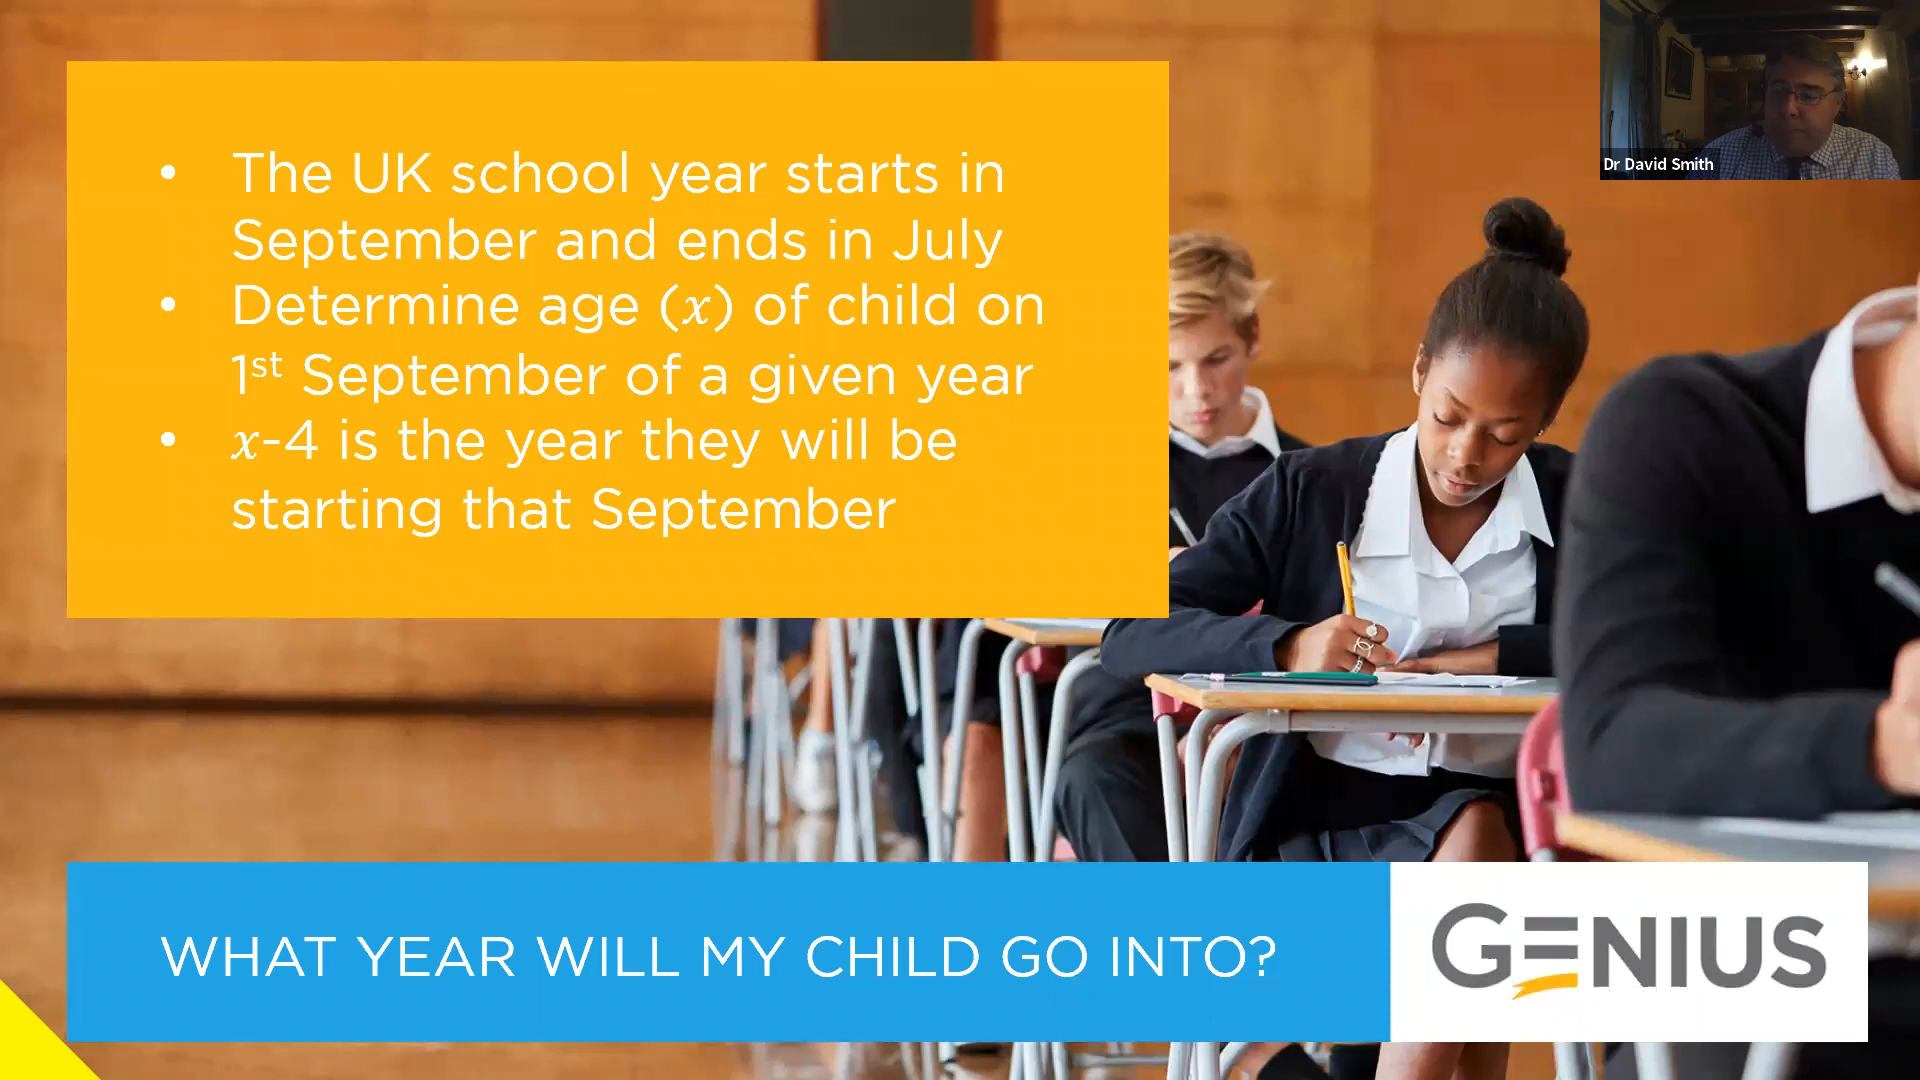 Dr David Smith
• The UK school year starts in
September and ends in July
• Determine age (x) of child on
1st September of a given year
• x-4 is the year they will be
starting that September
WHAT YEAR WILL MY CHILD GO INTO?
GENIUS